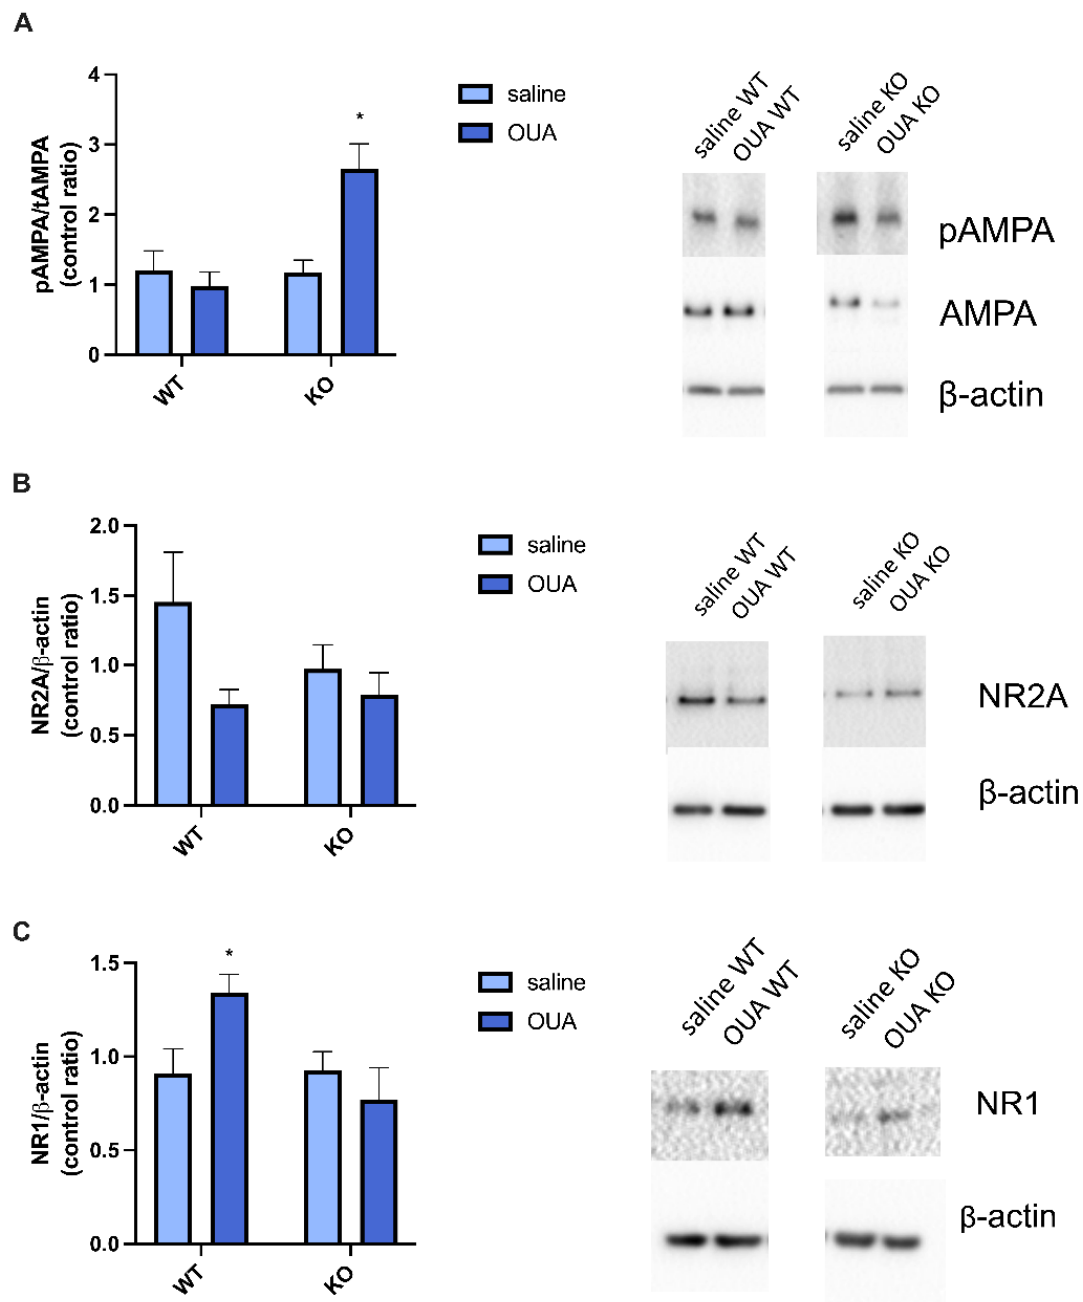 A
4
3
2
1
0
pAMPA/tAMPA
(control ratio)
*
WT
KO
saline
OUA
saline WT
OUA WT
saline KO
OUA KO
pAMPA
AMPA
β-actin
B
2.0
1.5
1.0
0.5
0.0
NR2A/β-actin
(control ratio)
WT
KO
saline
OUA
saline WT
OUA WT
saline KO
OUA KO
NR2A
β-actin
C
1.5
1.0
0.5
0.0
NR1/β-actin
(control ratio)
*
WT
KO
saline
OUA
saline WT
OUA WT
saline KO
OUA KO
NR1
β-actin